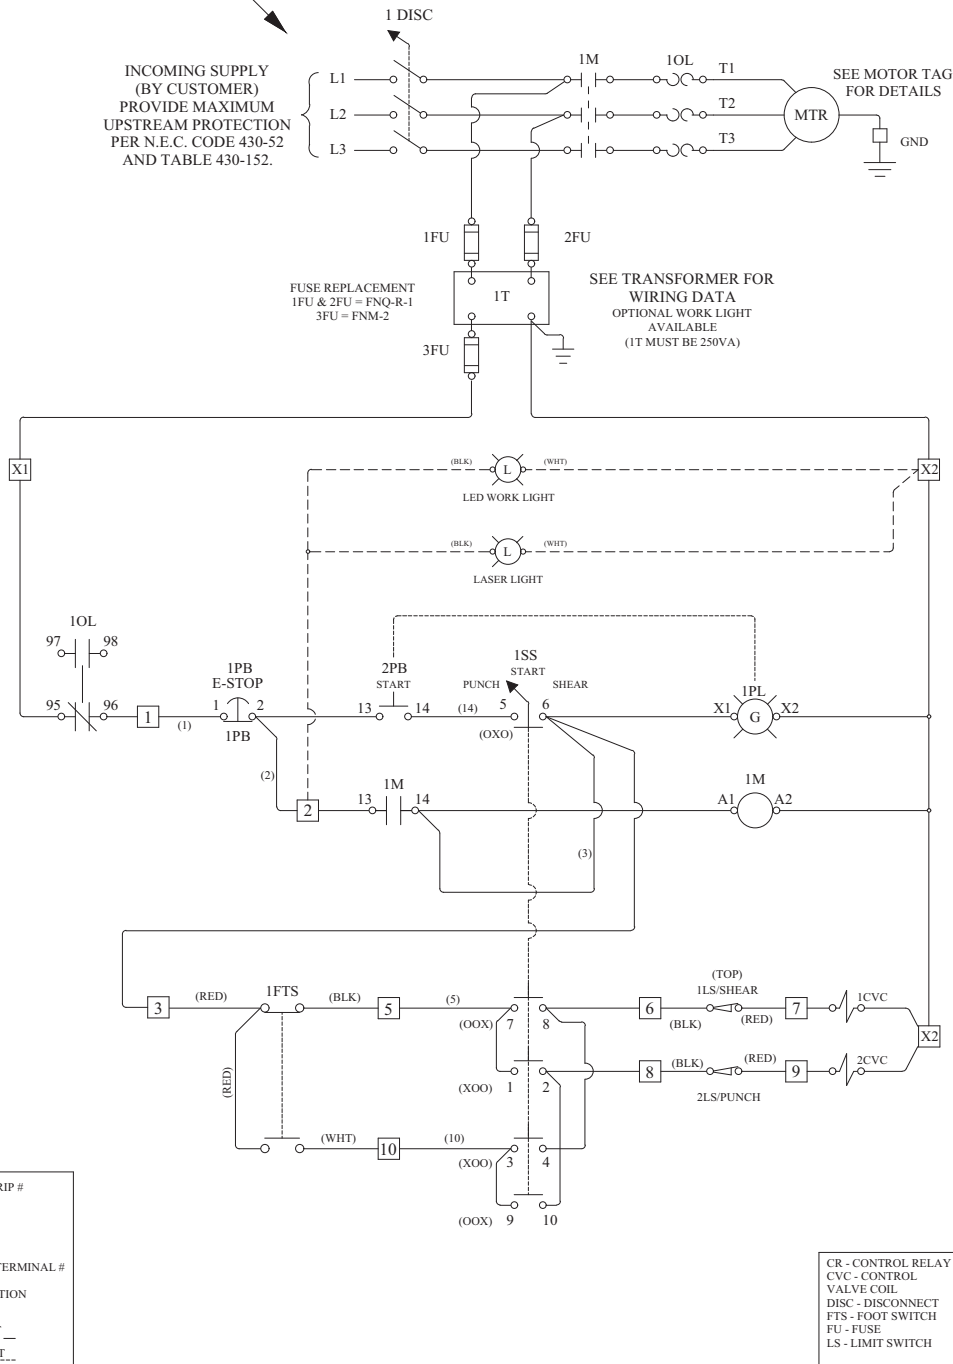 1 DISC
INCOMING SUPPLY
(BY CUSTOMER)
PROVIDE MAXIMUM
UPSTREAM PROTECTION
PER N.E.C. CODE 430-52
AND TABLE 430-152.
L1
L2
L3
1M
1OL
T1
T2
T3
MTR
SEE MOTOR TAG
FOR DETAILS
GND
1FU
2FU
FUSE REPLACEMENT
1FU & 2FU = FNQ-R-1
3FU = FNM-2
1T
SEE TRANSFORMER FOR
WIRING DATA
OPTIONAL WORK LIGHT
AVAILABLE
(1T MUST BE 250VA)
3FU
X1
(BLK)
L
(WHT)
X2
LED WORK LIGHT
(BLK)
L
(WHT)
LASER LIGHT
1OL
97
98
95
96
1
(1)
1PB
E-STOP
1
2
1PB
2PB
START
13
14
(14)
1SS
START
PUNCH
SHEAR
5
6
(OXO)
1PL
X1
G
X2
(2)
2
1M
13
14
1M
A1
A2
(3)
3
(RED)
1FTS
(BLK)
5
(5)
(OOX)
7
8
6
(TOP)
1LS/SHEAR
(BLK)
(RED)
7
1CVC
X2
(RED)
(XOO)
1
2
8
(BLK)
(RED)
9
2CVC
2LS/PUNCH
(WHT)
10
(10)
(XOO)
3
4
(OOX)
9
10
RIP #
TERMINAL #
TION
T
CR - CONTROL RELAY
CVC - CONTROL
VALVE COIL
DISC - DISCONNECT
FTS - FOOT SWITCH
FU - FUSE
LS - LIMIT SWITCH